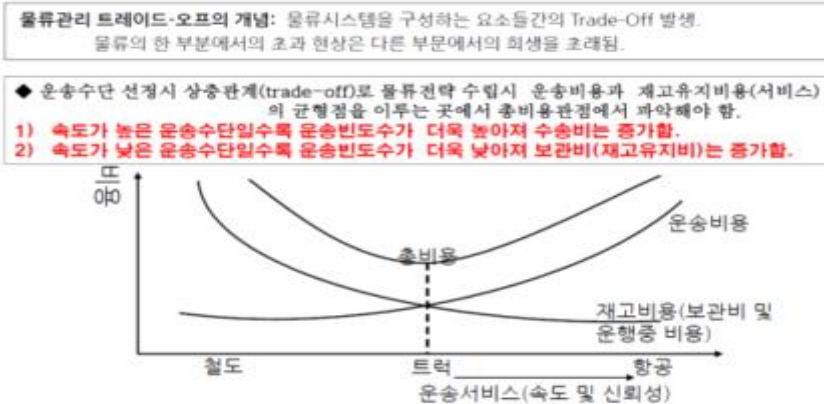 물류관리 트레이드-오프의 개념: 물류시스템을 구성하는 요소들간의 Trade-Off 발생.
물류의 한 부분에서의 초과 현상은 다른 부문에서의 희생을 초래됨.
◆ 운송수단 선정시 상충관계(trade-off)로 물류전략 수립시 운송비용과 재고유지비용(서비스)
의 균형점을 이루는 곳에서 총비용관점에서 파악해야 함.
1) 속도가 높은 운송수단일수록 운송빈도수가 더욱 높아져 수송비는 증가함.
2) 속도가 낮은 운송수단일수록 운송빈도수가 더욱 낮아져 보관비(재고유지비)는 증가함.
비용
총비용
운송비용
재고비용(보관비 및
운행중 비용)
철도 트럭 항공
운송서비스(속도 및 신뢰성)